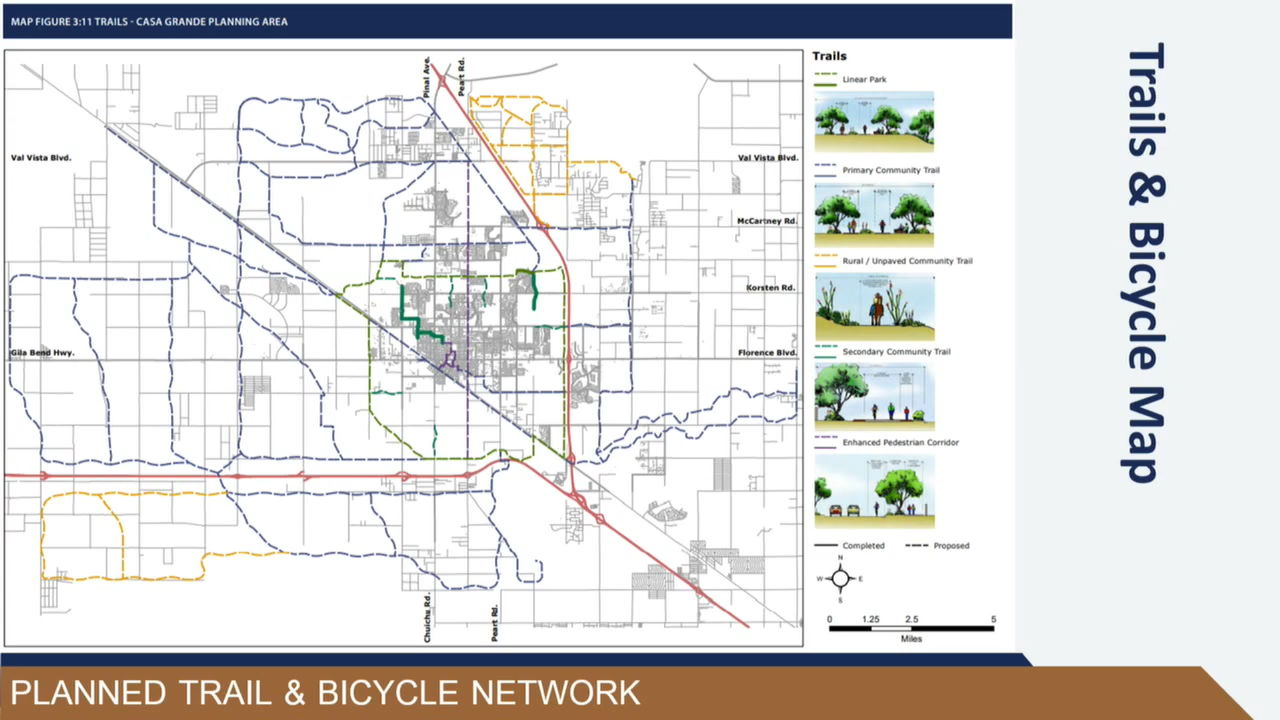 MAP FIGURE 3:11 TRAILS - CASA GRANDE PLANNING AREA
Pinal Ave.
Peart Rd.
Val Vista Blvd.
Val Vista Blvd.
McCartney Rd.
Korsten Rd.
Gila Bend Hwy.
Florence Blvd.
Chuichu Rd.
Peart Rd.
Trails
Linear Park
Primary Community Trail
Rural / Unpaved Community Trail
Secondary Community Trail
Enhanced Pedestrian Corridor
Completed
Proposed
N
W
E
S
0 1.25 2.5 5
Miles
Trails & Bicycle Map
PLANNED TRAIL & BICYCLE NETWORK